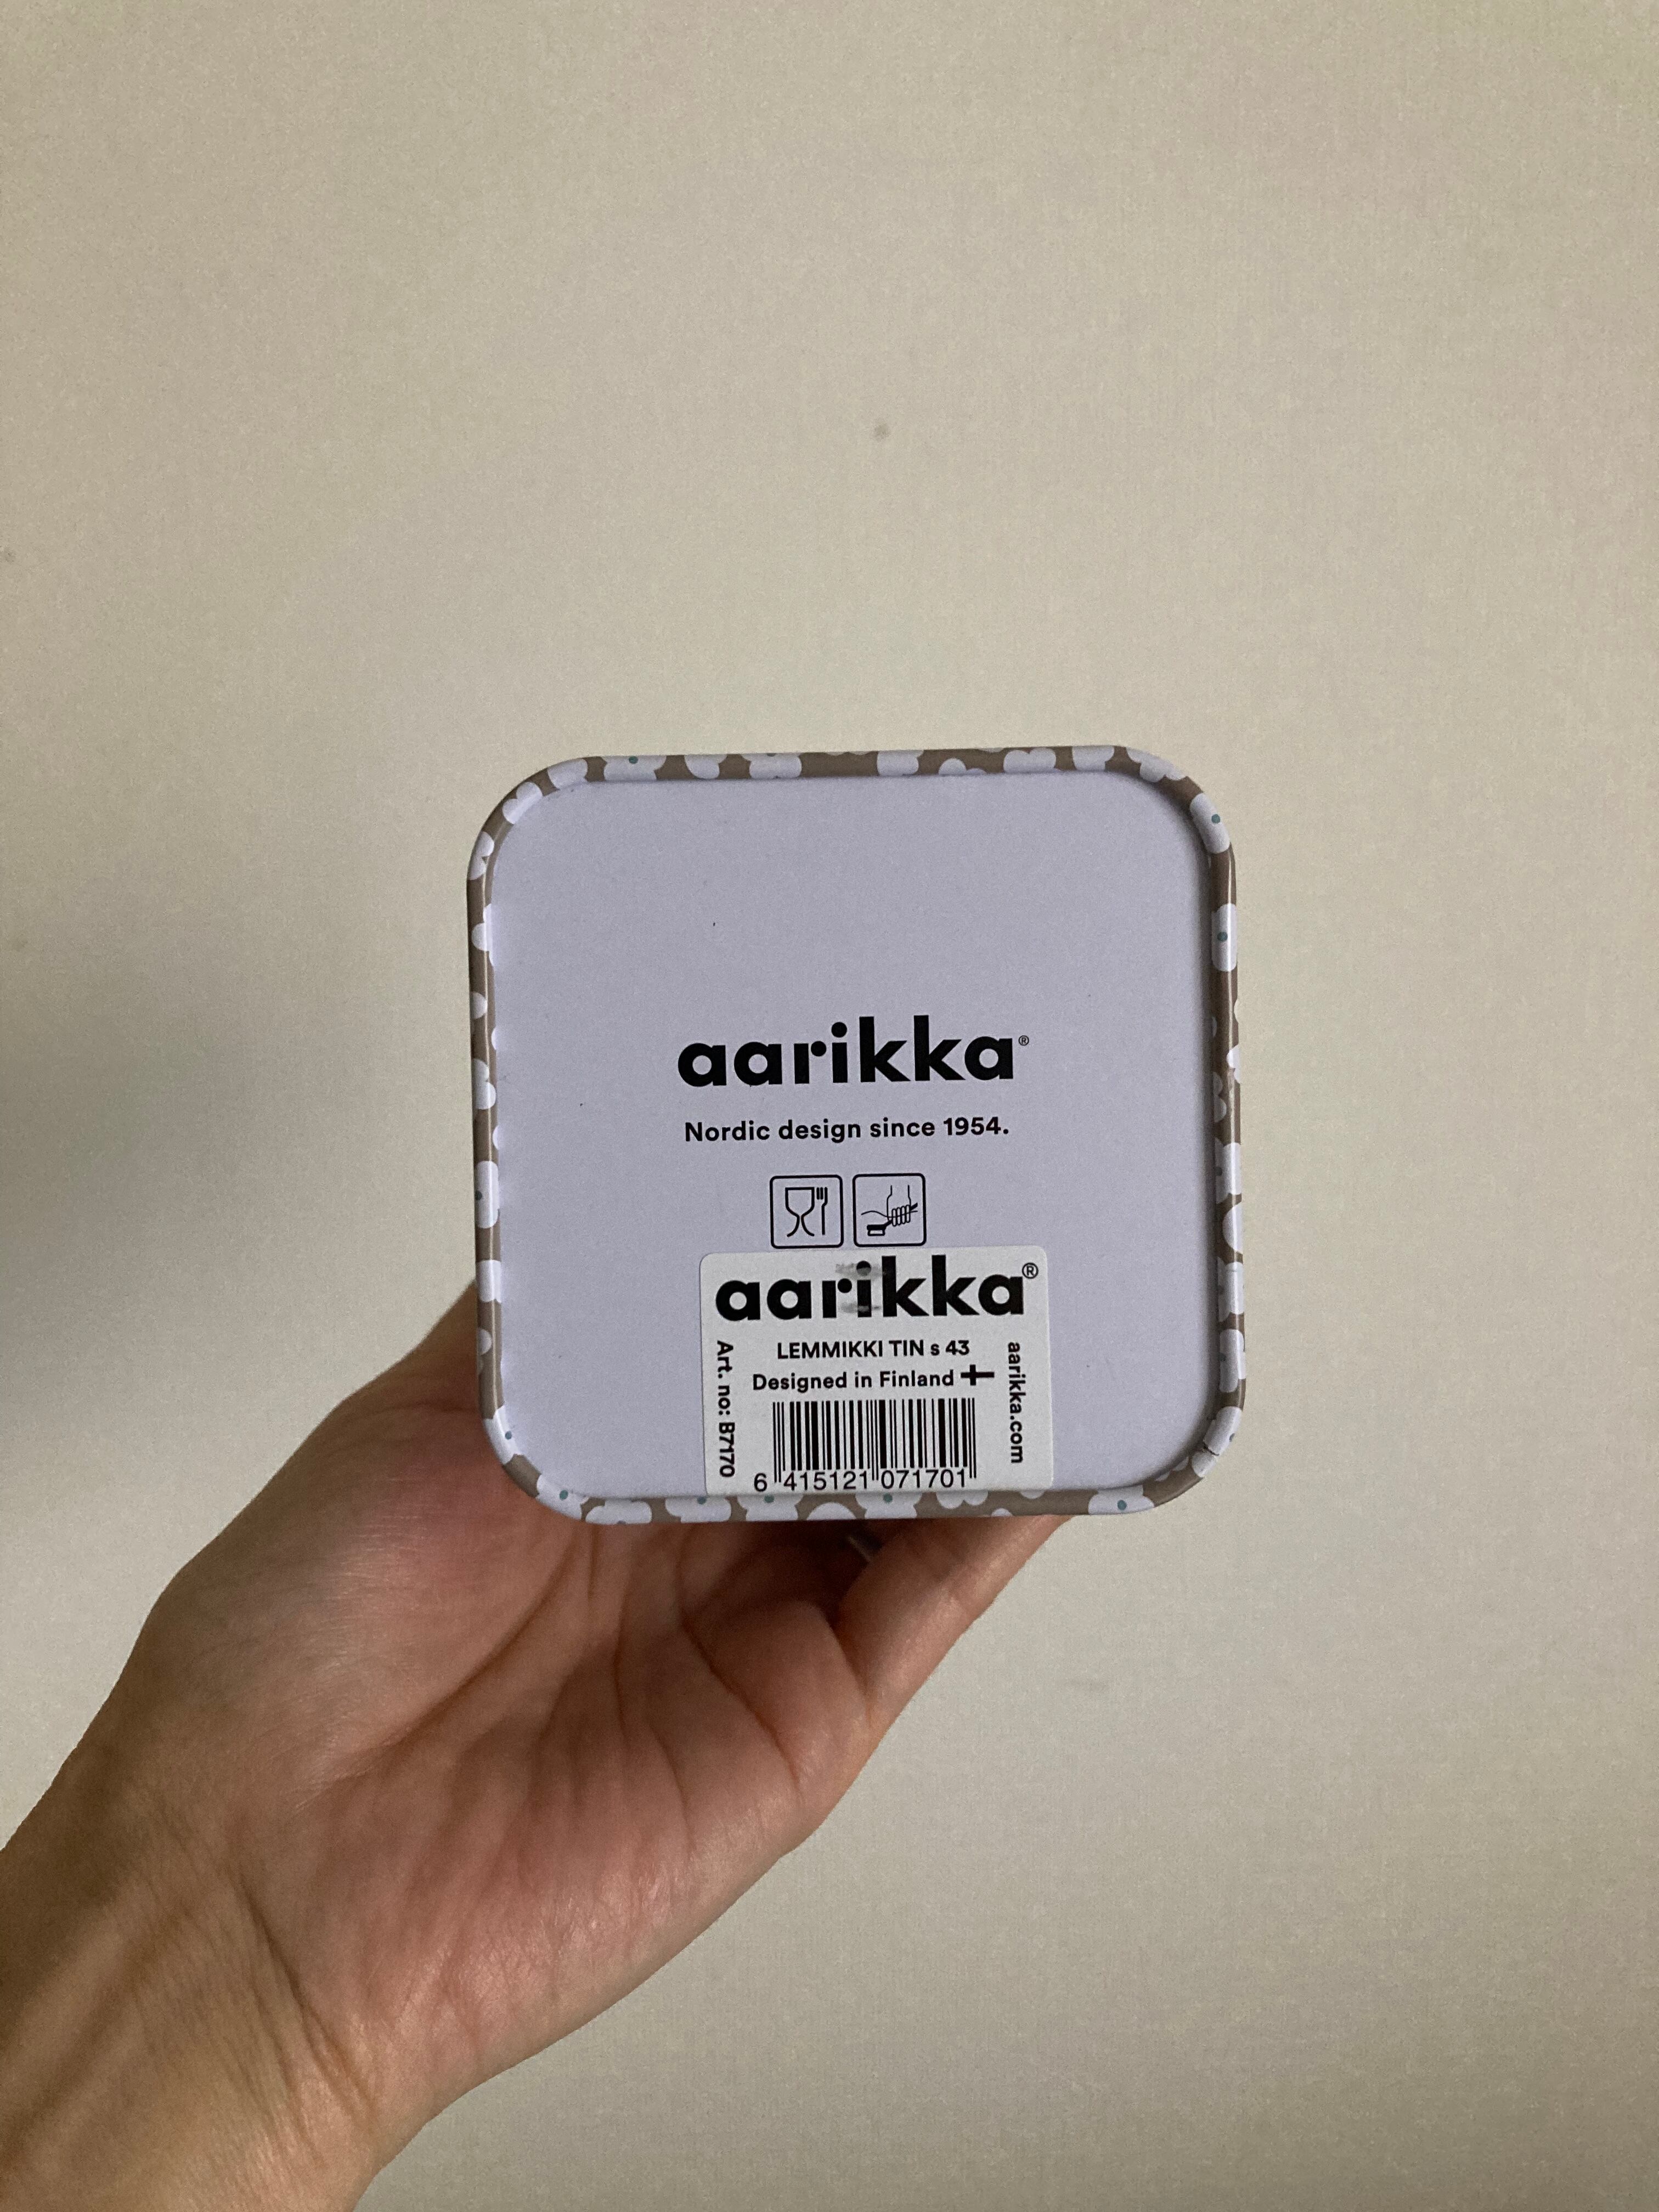 aarikka®
Nordic design since 1954.
aarikka®
LEMMIKKI TIN s 43
Designed in Finland
Art. no: B7170
aarikka.com
6 415121 071701